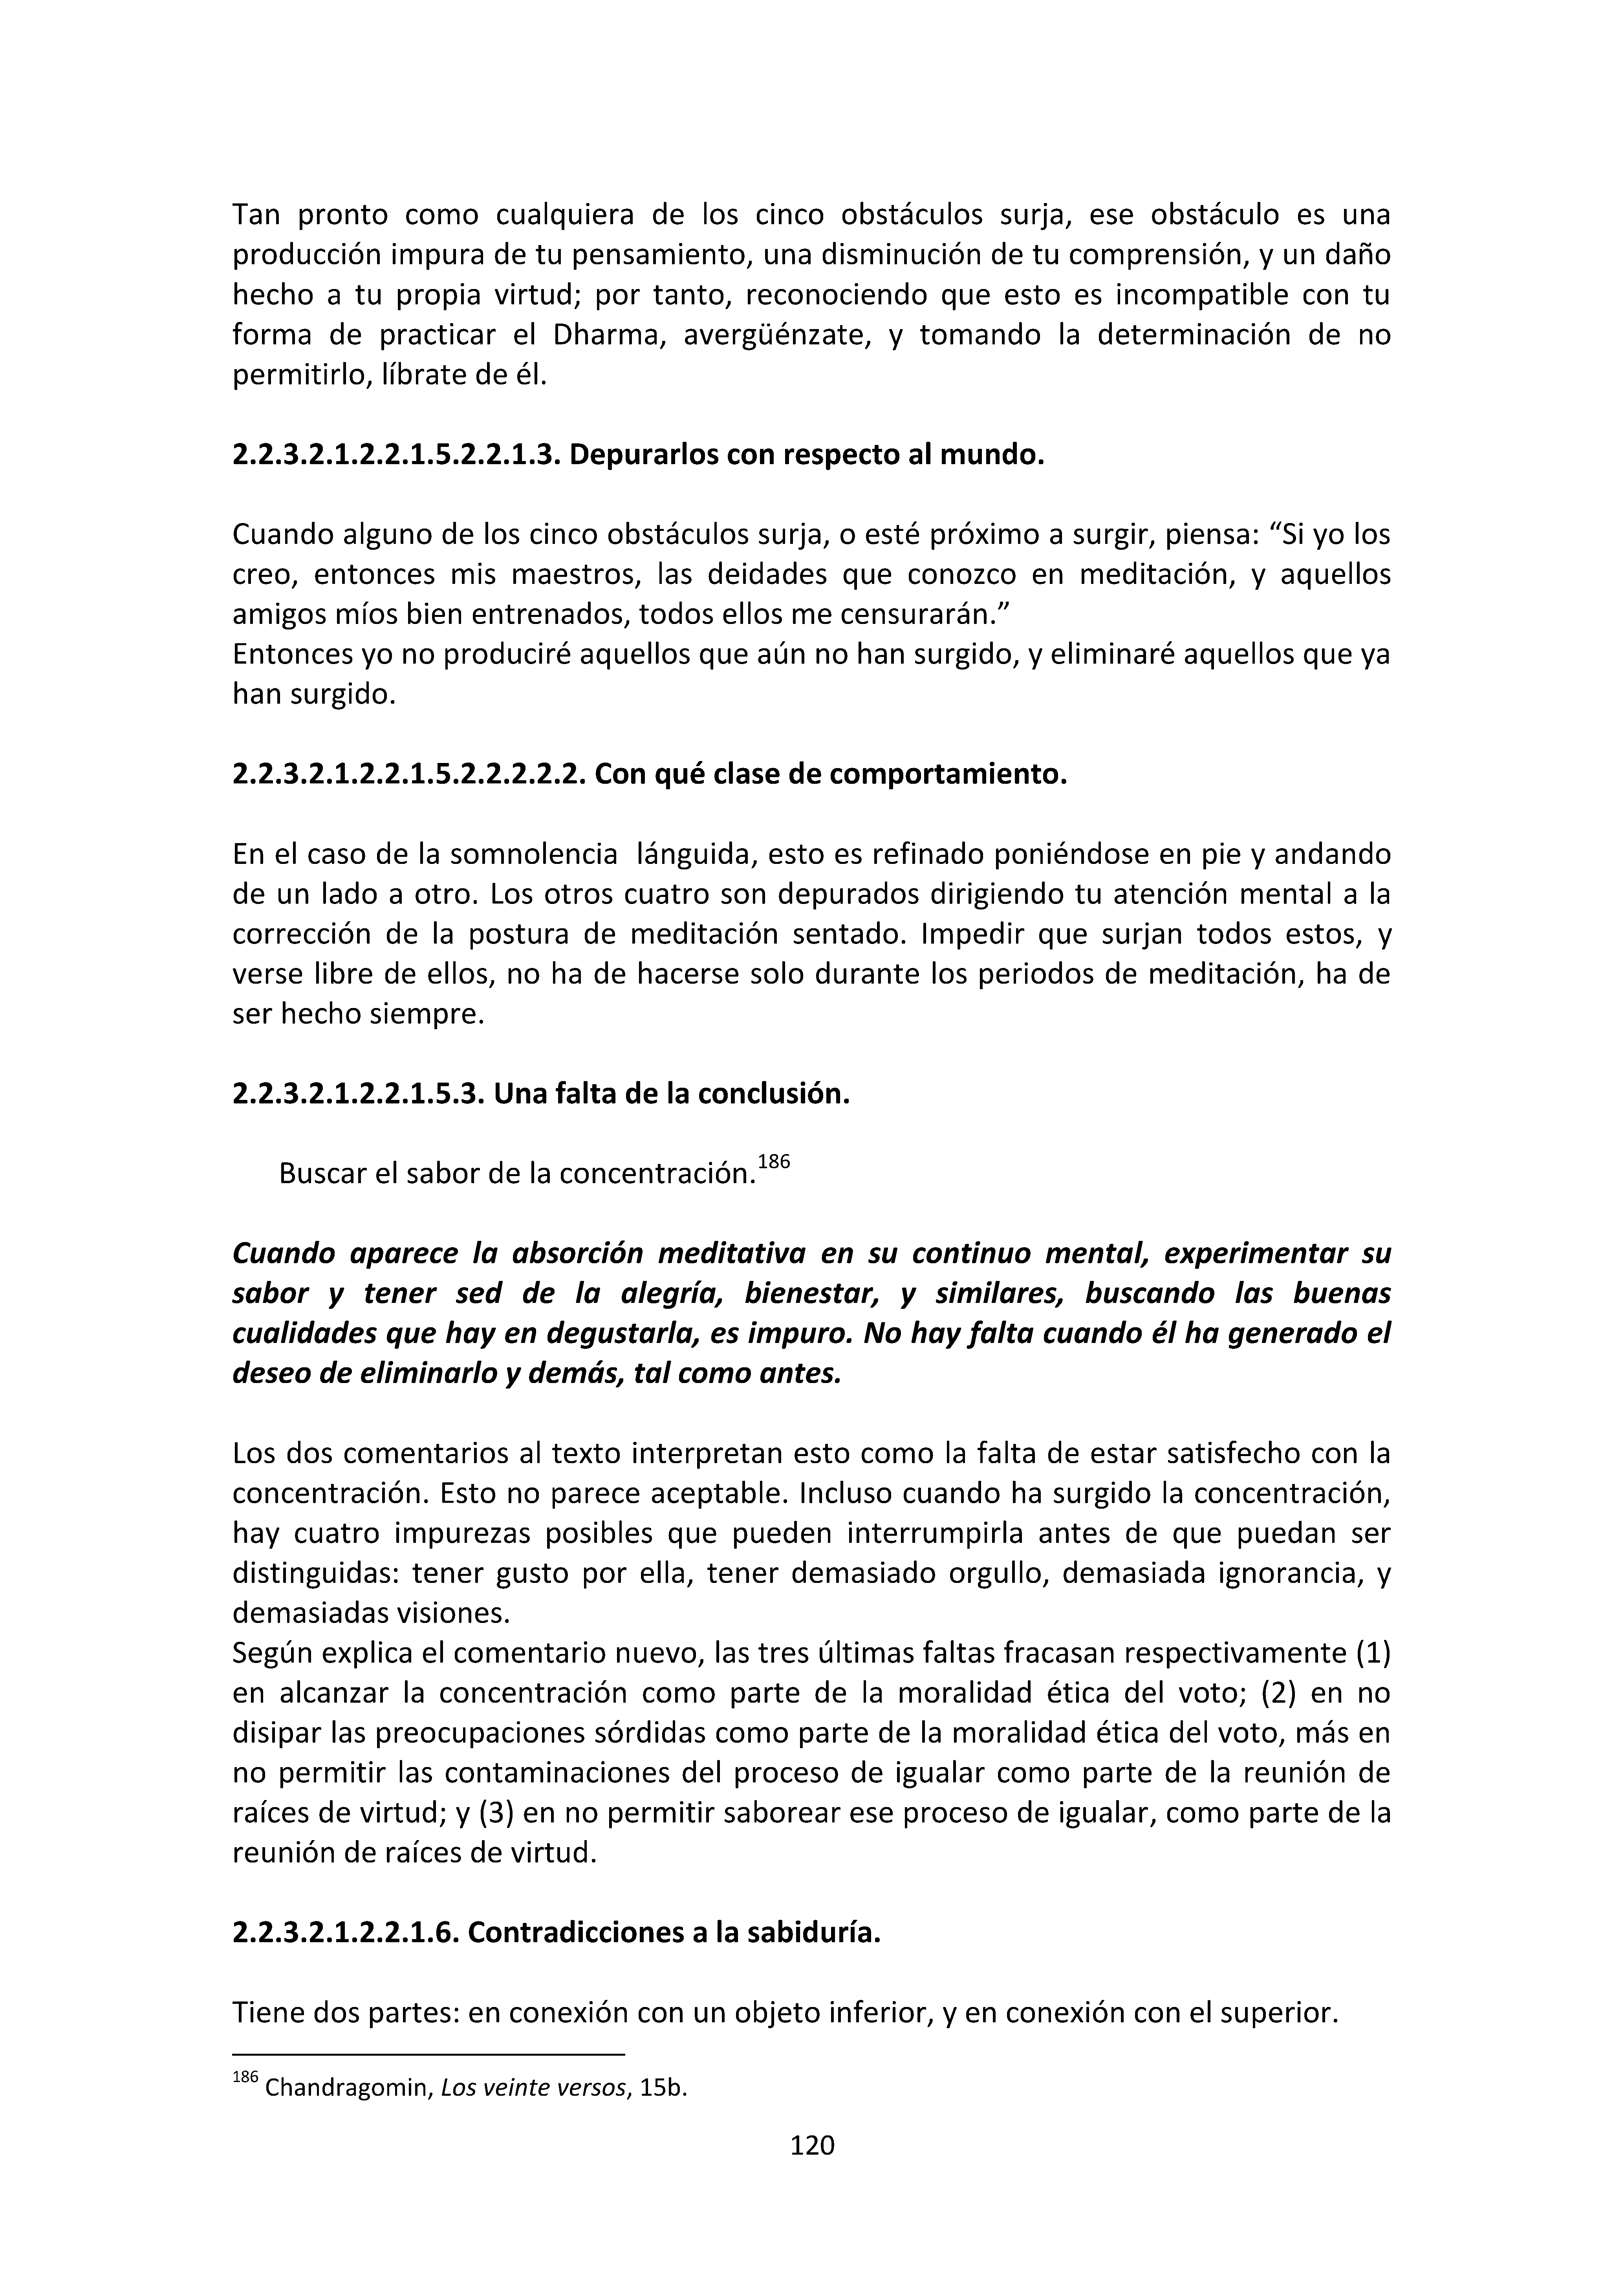 Tan pronto como cualquiera de los cinco obstáculos surja, ese obstáculo es una
producción impura de tu pensamiento, una disminución de tu comprensión, y un daño
hecho a tu propia virtud; por tanto, reconociendo que esto es incompatible con tu
forma de practicar el Dharma, avergüénzate, y tomando la determinación de no
permitirlo, líbrate de él.
2.2.3.2.1.2.2.1.5.2.2.1.3. Depurarlos con respecto al mundo.
Cuando alguno de los cinco obstáculos surja, o esté próximo a surgir, piensa: “Si yo los
creo, entonces mis maestros, las deidades que conozco en meditación, y aquellos
amigos míos bien entrenados, todos ellos me censurarán.”
Entonces yo no produciré aquellos que aún no han surgido, y eliminaré aquellos que ya
han surgido.
2.2.3.2.1.2.2.1.5.2.2.2.2.2. Con qué clase de comportamiento.
En el caso de la somnolencia  lánguida, esto es refinado poniéndose en pie y andando
de un lado a otro. Los otros cuatro son depurados dirigiendo tu atención mental a la
corrección de la postura de meditación sentado. Impedir que surjan todos estos, y
verse libre de ellos, no ha de hacerse solo durante los periodos de meditación, ha de
ser hecho siempre.
2.2.3.2.1.2.2.1.5.3. Una falta de la conclusión.
Buscar el sabor de la concentración.186
Cuando aparece la absorción meditativa en su continuo mental, experimentar su
sabor y tener sed de la alegría, bienestar, y similares, buscando las buenas
cualidades que hay en degustarla, es impuro. No hay falta cuando él ha generado el
deseo de eliminarlo y demás, tal como antes.
Los dos comentarios al texto interpretan esto como la falta de estar satisfecho con la
concentración. Esto no parece aceptable. Incluso cuando ha surgido la concentración,
hay cuatro impurezas posibles que pueden interrumpirla antes de que puedan ser
distinguidas: tener gusto por ella, tener demasiado orgullo, demasiada ignorancia, y
demasiadas visiones.
Según explica el comentario nuevo, las tres últimas faltas fracasan respectivamente (1)
en alcanzar la concentración como parte de la moralidad ética del voto; (2) en no
disipar las preocupaciones sórdidas como parte de la moralidad ética del voto, más en
no permitir las contaminaciones del proceso de igualar como parte de la reunión de
raíces de virtud; y (3) en no permitir saborear ese proceso de igualar, como parte de la
reunión de raíces de virtud.
2.2.3.2.1.2.2.1.6. Contradicciones a la sabiduría.
Tiene dos partes: en conexión con un objeto inferior, y en conexión con el superior.
186 Chandragomin, Los veinte versos, 15b.
120